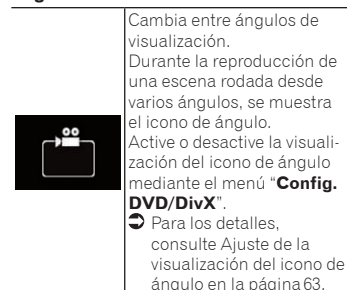 Cambia entre ángulos de
visualización.
Durante la reproducción de
una escena rodada desde
varios ángulos, se muestra
el icono de ángulo.
Active o desactive la visuali-
zación del icono de ángulo
mediante el menú “Config.
DVD/DivX”.
➲ Para los detalles,
consulte Ajuste de la
visualización del icono de
ángulo en la página 63.